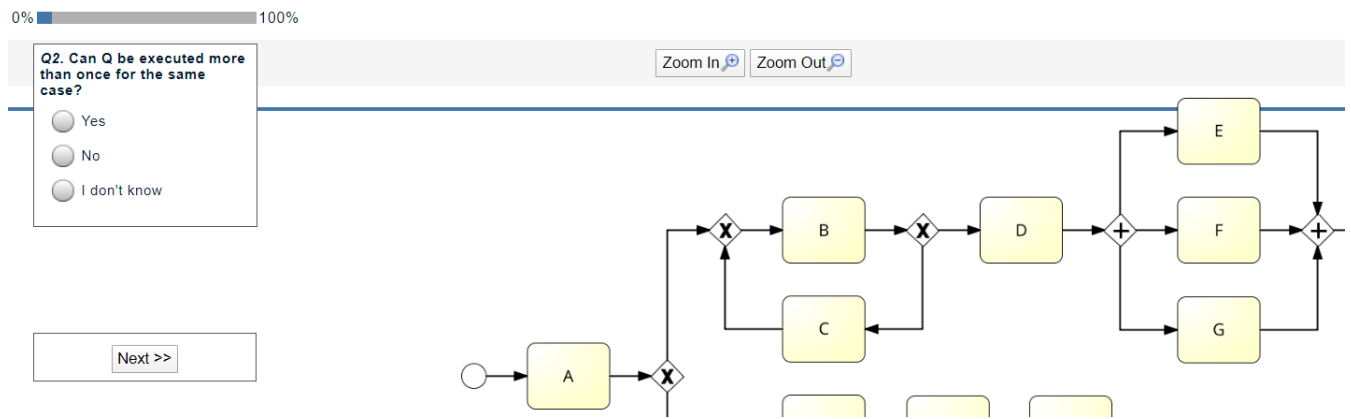 0% 100%
Q2. Can Q be executed more
than once for the same
case?
Yes
No
I don't know
Next >>
Zoom In Zoom Out
E
X B X D + F +
C G
A X